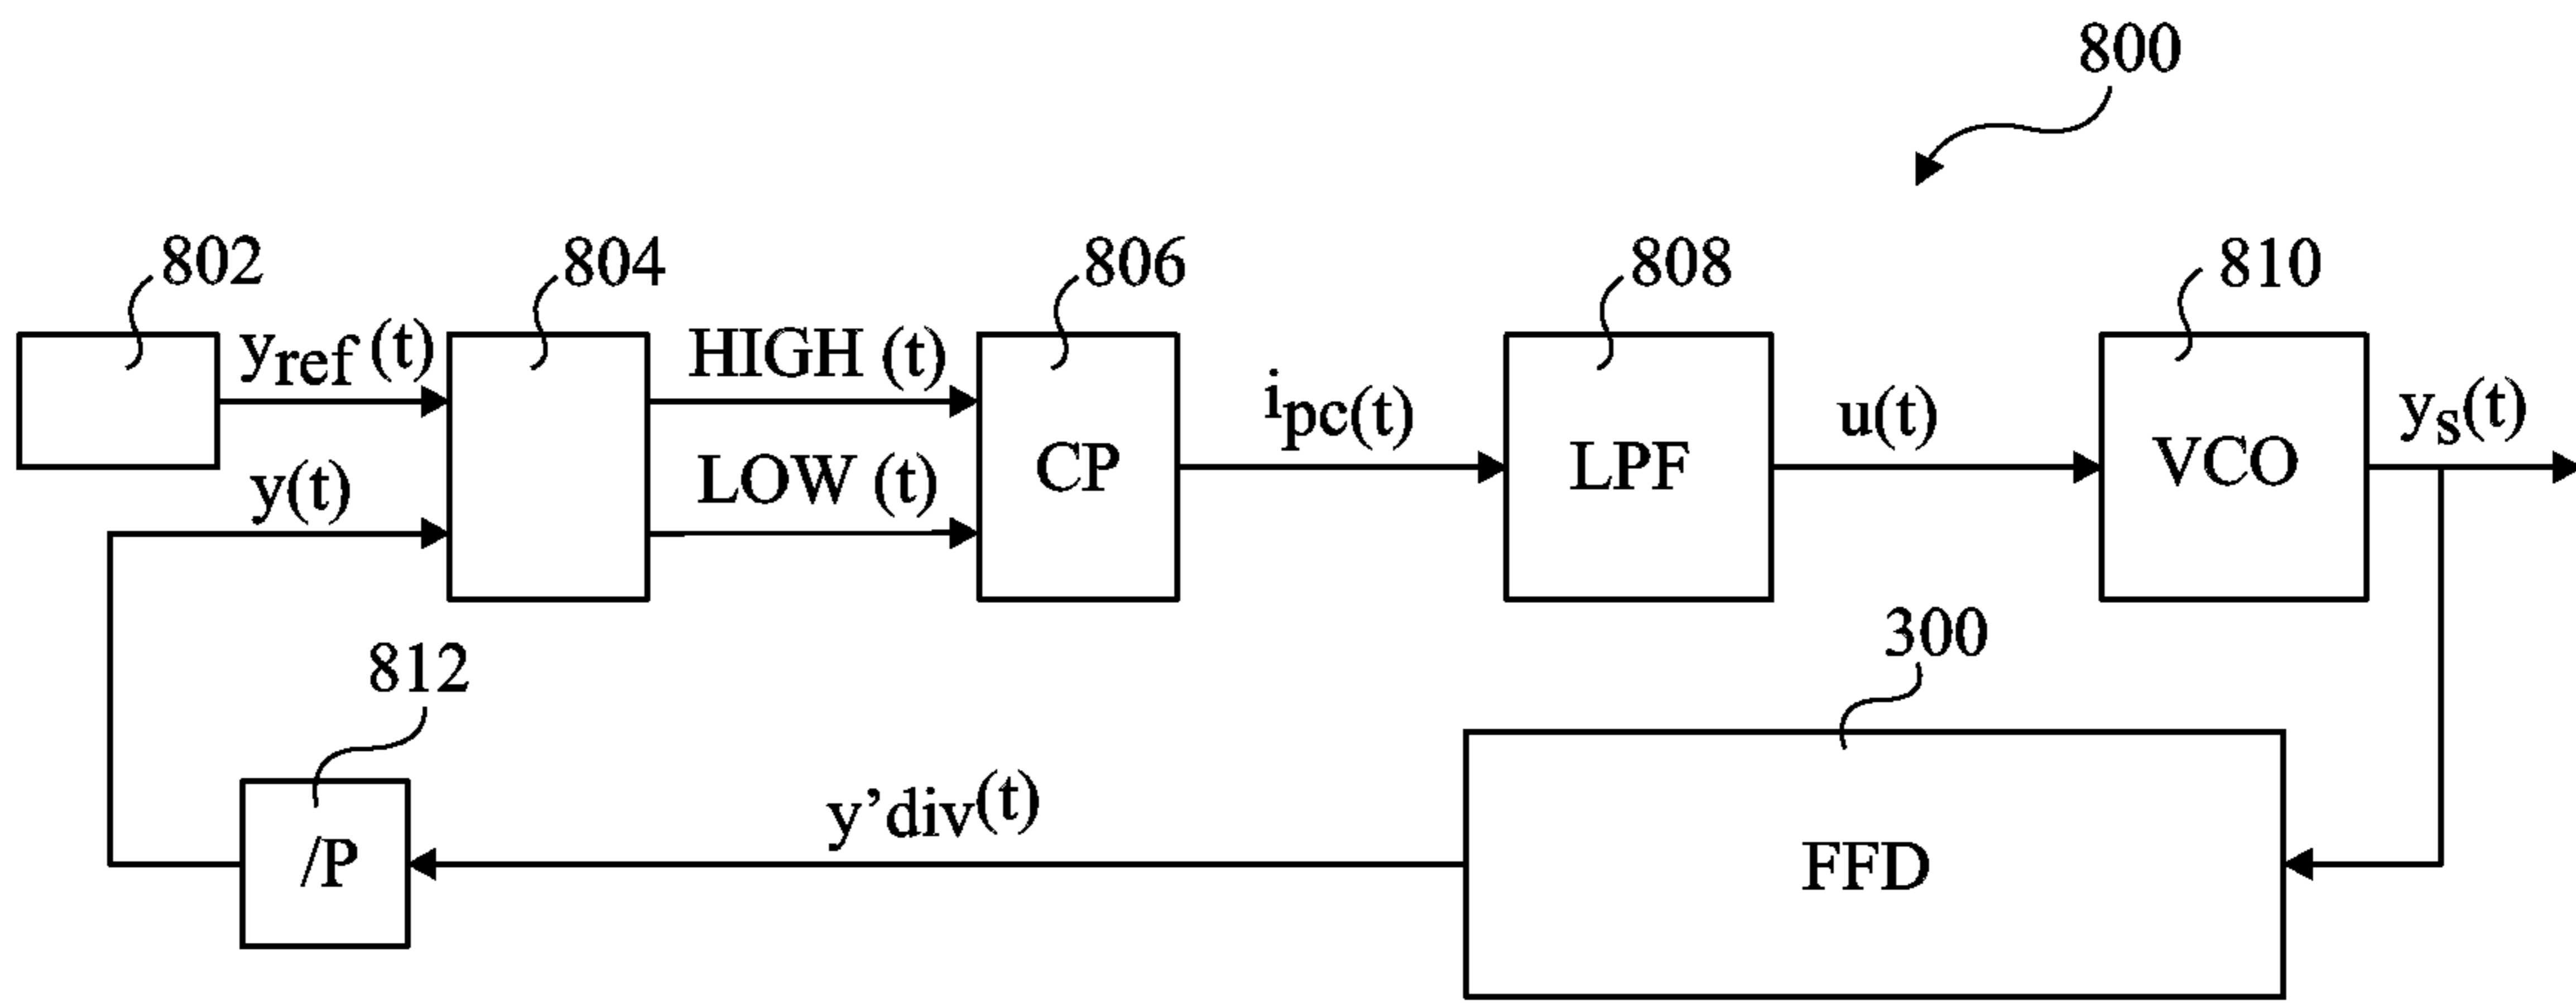 800
802
804
806
808
810
yref (t)
HIGH (t)
ipc(t)
u(t)
ys(t)
y(t)
LOW (t)
CP
LPF
VCO
300
812
y’div(t)
/P
FFD